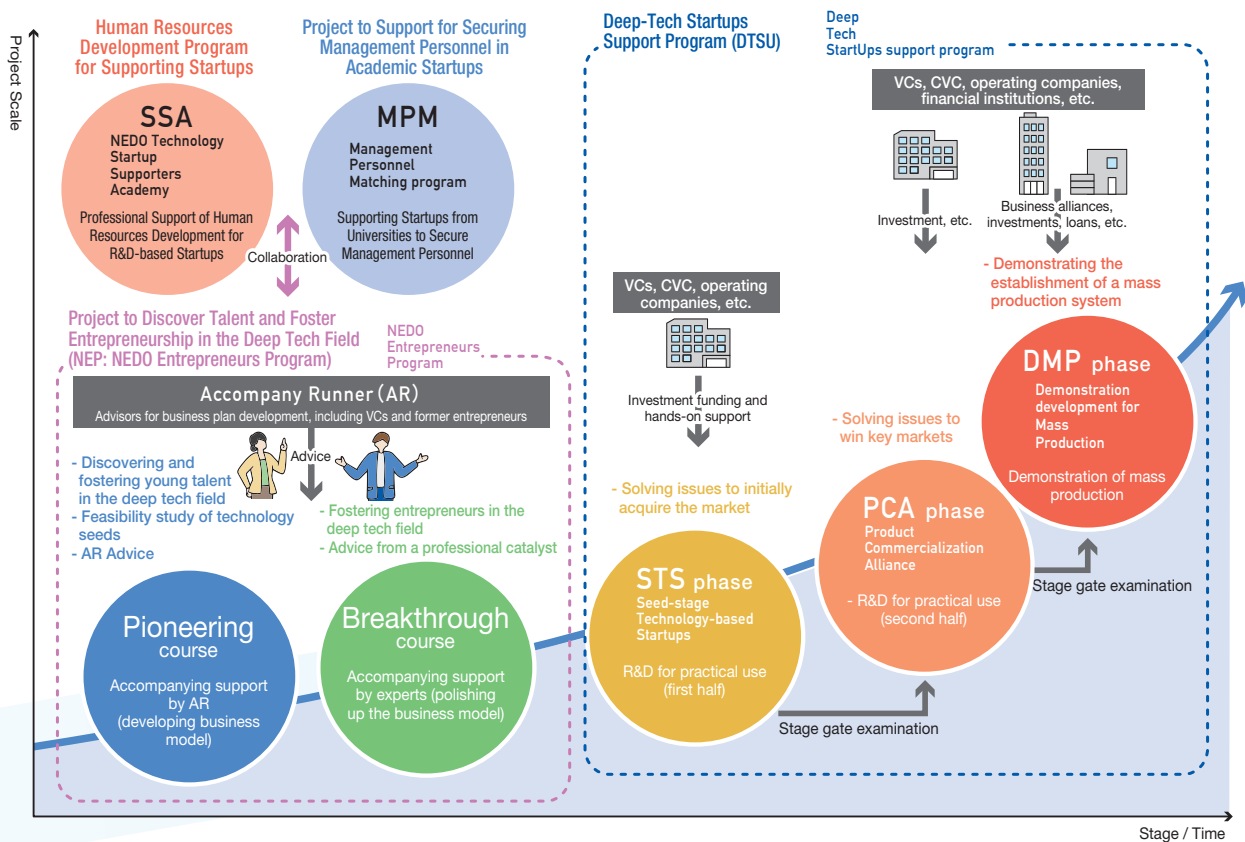 Project Scale
Human Resources
Development Program
for Supporting Startups
SSA
NEDO Technology
Startup
Supporters
Academy
Professional Support of Human
Resources Development for
R&D-based Startups
Project to Support for Securing
Management Personnel in
Academic Startups
MPM
Management
Personnel
Matching program
Supporting Startups from
Universities to Secure
Management Personnel
Collaboration
Project to Discover Talent and Foster
Entrepreneurship in the Deep Tech Field
(NEP: NEDO Entrepreneurs Program)
NEDO
Entrepreneurs
Program
Accompany Runner (AR)
Advisors for business plan development, including VCs and former entrepreneurs
Advice
- Discovering and
fostering young talent
in the deep tech field
- Feasibility study of technology
seeds
- AR Advice
- Fostering entrepreneurs in the
deep tech field
- Advice from a professional catalyst
Pioneering
course
Accompanying support
by AR
(developing business
model)
Breakthrough
course
Accompanying support
by experts (polishing
up the business model)
Deep-Tech Startups
Support Program (DTSU)
Deep
Tech
StartUps support program
VCs, CVC, operating companies,
financial institutions, etc.
Investment, etc.
Business alliances,
investments, loans, etc.
VCs, CVC, operating
companies, etc.
Investment funding and
hands-on support
- Solving issues to initially
acquire the market
STS phase
Seed-stage
Technology-based
Startups
R&D for practical use
(first half)
Stage gate examination
- Solving issues to
win key markets
PCA phase
Product
Commercialization
Alliance
- R&D for practical use
(second half)
Stage gate examination
- Demonstrating the
establishment of a mass
production system
DMP phase
Demonstration
development for
Mass
Production
Demonstration of mass
production
Stage / Time